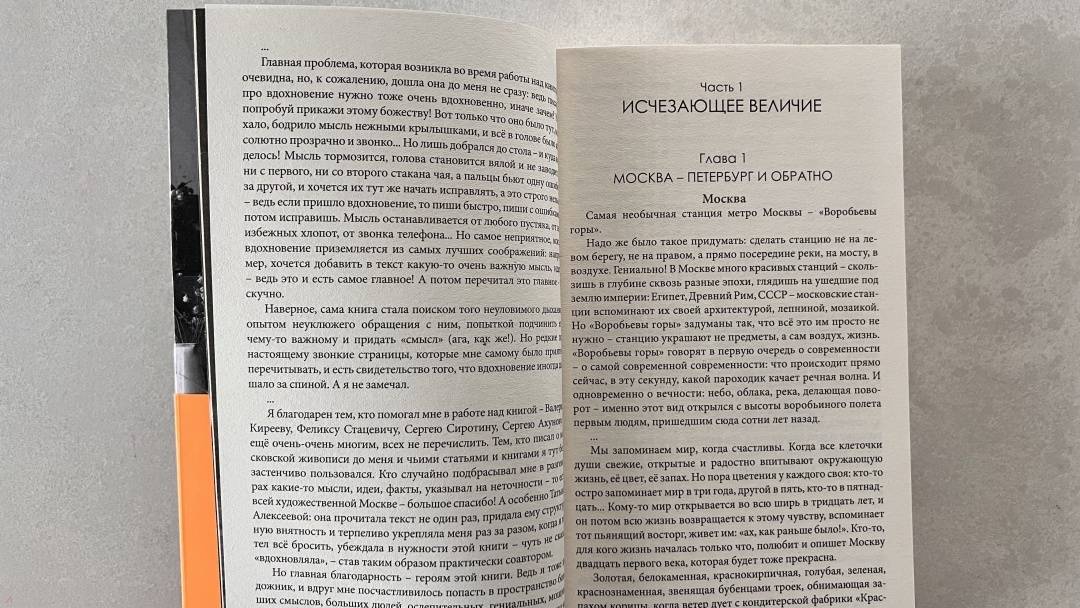 ...
Главная проблема, которая возникла во время работы над
очевидна, но, к сожалению, дошла она до меня не сразу: ведь
про вдохновение нужно тоже очень вдохновенно, иначе зачем?
попробуй прикажи этому божеству! Вот только что оно было тут,
хало, бодрило мысль нежными крылышками, и всё в голове было
солютно прозрачно и звонко... Но лишь добрался до стола – и куда
делось! Мысль тормозится, голова становится вялой и не
ни с первого, ни со второго стакана чая, а пальцы бьют одну
за другой, и хочется их тут же начать исправлять, а это строго
– ведь если пришло вдохновение, то пиши быстро, пиши с
потом исправишь. Мысль останавливается от любого пустяка, от
избежных хлопот, от звонка телефона... Но самое неприятное,
вдохновение приземляется из самых лучших соображений:
мер, хочется добавить в текст какую-то очень важную мысль,
– ведь это и есть самое главное! А потом перечитал это главное
скучно.
Наверное, сама книга стала поиском того неуловимого
опытом неуклюжего обращения с ним, попыткой подчинить
чему-то важному и придать «смысл» (ага, как же!). Но редкие
настоящему звонкие страницы, которые мне самому было
перечитывать, и есть свидетельство того, что вдохновение иногда
шало за спиной. А я не замечал.
...
Я благодарен тем, кто помогал мне в работе над книгой –
Кирееву, Феликсу Стацевичу, Сергею Сиротину, Сергею
ещё очень-очень многим, всех не перечислить. Тем, кто писал о
сковской живописи до меня и чьими статьями и книгами я тут
застенчиво пользовался. Кто случайно подбрасывал мне в
рах какие-то мысли, идеи, факты, указывал на неточности –
всей художественной Москве – большое спасибо! А особенно
Алексеевой: она прочитала текст не один раз, придала ему
ную внятность и терпеливо укрепляла меня раз за разом, когда я
тел всё бросить, убеждала в нужности этой книги – чуть не
«вдохновляла», – став таким образом практически соавтором.
Но главная благодарность – героям этой книги. Ведь я тоже
дожник, и вдруг мне посчастливилось попасть в пространство
ших смыслов, больших людей, ослепительных, гениальных,
Часть 1
ИСЧЕЗАЮЩЕЕ ВЕЛИЧИЕ
Глава 1
МОСКВА – ПЕТЕРБУРГ И ОБРАТНО
Москва
Самая необычная станция метро Москвы – «Воробьевы
горы».
Надо же было такое придумать: сделать станцию не на ле-
вом берегу, не на правом, а прямо посередине реки, на мосту, в
воздухе. Гениально! В Москве много красивых станций – сколь-
зишь в глубине сквозь разные эпохи, глядишь на ушедшие под
землю империи: Египет, Древний Рим, СССР – московские стан-
ции вспоминают их своей архитектурой, лепниной, мозаикой.
Но «Воробьевы горы» задуманы так, что всё это им просто не
нужно – станцию украшают не предметы, а сам воздух, жизнь.
«Воробьевы горы» говорят в первую очередь о современности
– о самой современной современности: что происходит прямо
сейчас, в эту секунду, какой пароходик качает речная волна. И
одновременно о вечности: небо, облака, река, делающая пово-
рот – именно этот вид открылся с высоты воробьиного полета
первым людям, пришедшим сюда сотни лет назад.
...
Мы запоминаем мир, когда счастливы. Когда все клеточки
души свежие, открытые и радостно впитывают окружающую
жизнь, её цвет, её запах. Но пора цветения у каждого своя: кто-то
остро запоминает мир в три года, другой в пять, кто-то в пятнад-
цать... Кому-то мир открывается во всю ширь в тридцать лет, и
он потом всю жизнь возвращается к этому чувству, вспоминает
тот пьянящий восторг, живет им: «ах, как раньше было!». Кто-то,
для кого жизнь началась только что, полюбит и опишет Москву
двадцать первого века, которая будет тоже прекрасна.
Золотая, белокаменная, краснокирпичная, голубая, зеленая,
краснознаменная, звенящая бубенцами троек, обнимающая за-
пахом корицы, когда ветер дует с кондитерской фабрики «Крас-